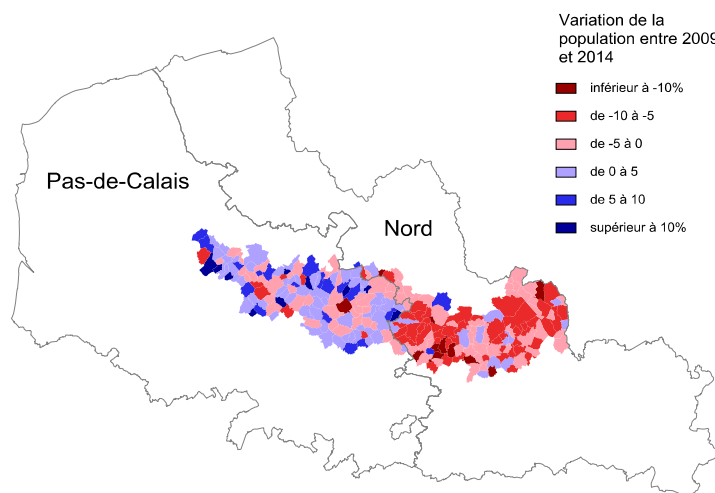 Variation de la
population entre 2009
et 2014
inférieur à -10%
de -10 à -5
de -5 à 0
de 0 à 5
de 5 à 10
supérieur à 10%
Pas-de-Calais
Nord